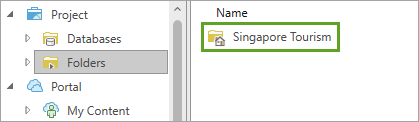 Project
Databases
Folders
Portal
My Content
Name
Singapore Tourism